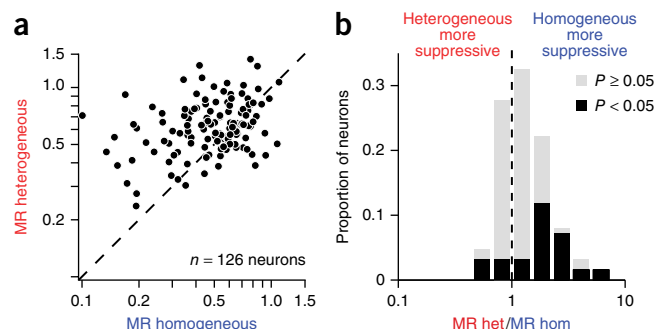 a
1.5
1.0
0.5
0.2
MR heterogeneous
n = 126 neurons
0.1 0.2 0.5 1.0 1.5
MR homogeneous
b
Heterogeneous more suppressive
Homogeneous more suppressive
P ≥ 0.05
P < 0.05
0.3
0.2
0.1
0
Proportion of neurons
0.1 1 10
MR het/MR hom